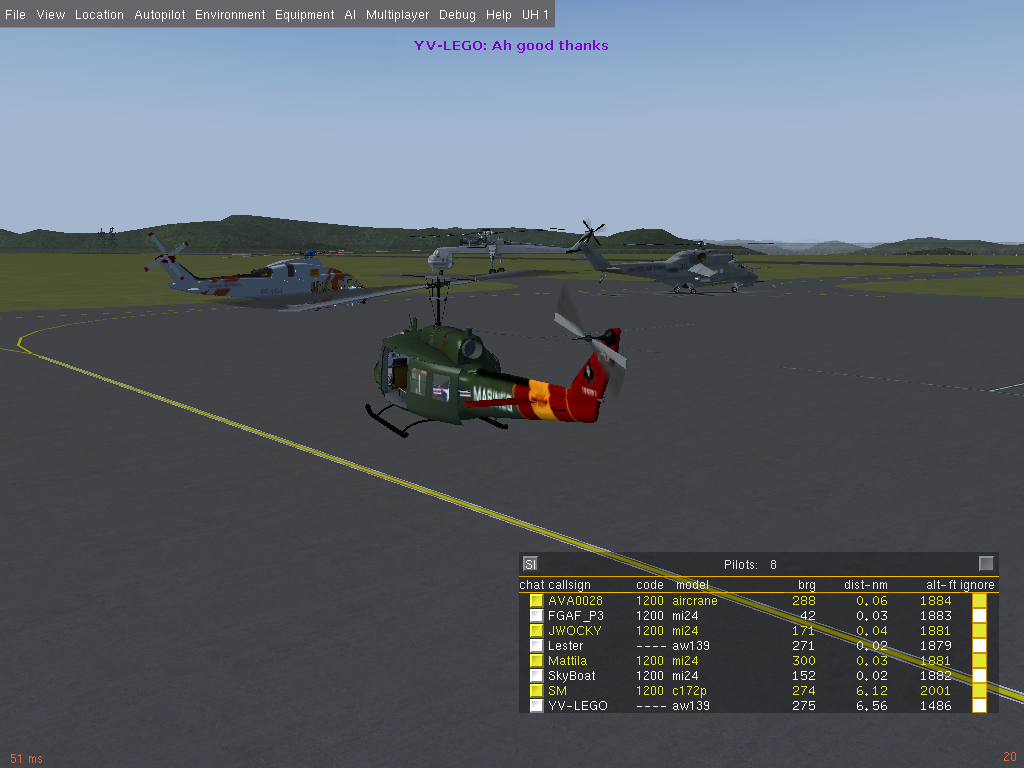 File View Location Autopilot Environment Equipment AI Multiplayer Debug Help UH 1
YV-LEGO: Ah good thanks
MARINES
SI Pilots: 8
chat callsign code model brg dist-nm alt-ft ignore
AVA0028 1200 aircrane 288 0.06 1884
FGAF_P3 1200 mi24 42 0.03 1883
JWOCKY 1200 mi24 171 0.04 1881
Lester ---- aw139 271 0.02 1879
Mattila 1200 mi24 300 0.03 1881
SkyBoat 1200 mi24 152 0.02 1882
SM 1200 c172p 274 6.12 2001
YV-LEGO ---- aw139 275 6.56 1486
51 ms 20